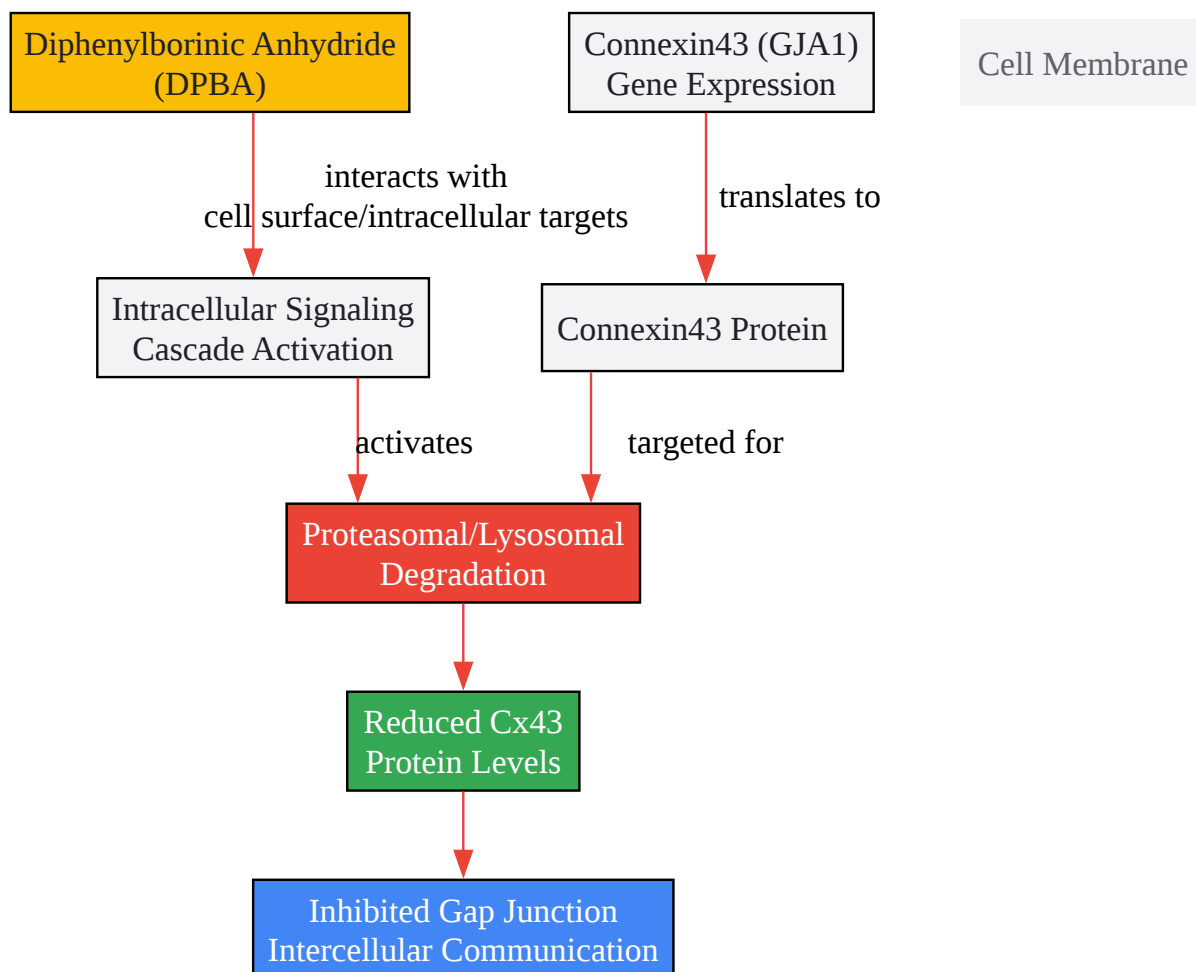 Diphenylborinic Anhydride
(DPBA)
Connexin43 (GJA1)
Gene Expression
Cell Membrane
interacts with
cell surface/intracellular targets
translates to
Intracellular Signaling
Cascade Activation
Connexin43 Protein
activates
targeted for
Proteasomal/Lysosomal
Degradation
Reduced Cx43
Protein Levels
Inhibited Gap Junction
Intercellular Communication